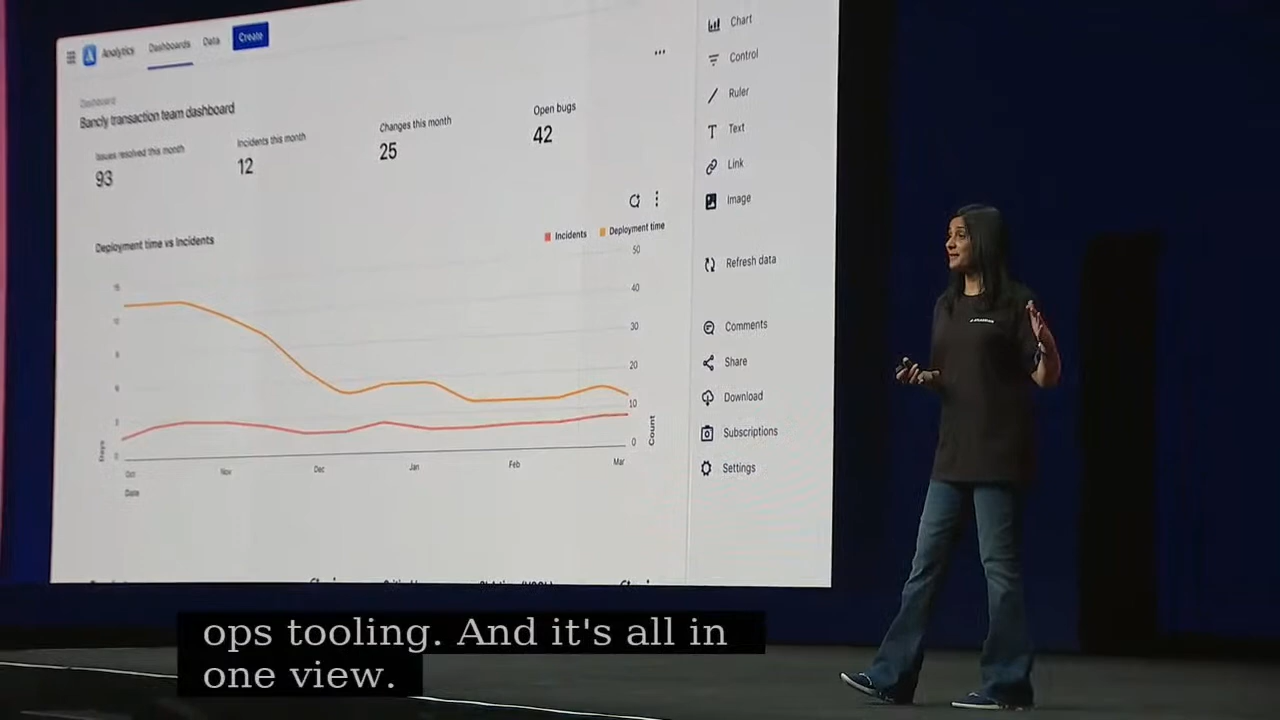 Analytics
Dashboards
Data
Create
Dashboard
Bancly transaction team dashboard
Issues resolved this month
93
Incidents this month
12
Changes this month
25
Open bugs
42
Deployment time vs Incidents
Incidents
Deployment time
50
40
30
20
10
0
Count
Days
Oct
Nov
Dec
Jan
Feb
Mar
Date
Chart
Control
Ruler
Text
Link
Image
Refresh data
Comments
Share
Download
Subscriptions
Settings
ops tooling. And it's all in
one view.